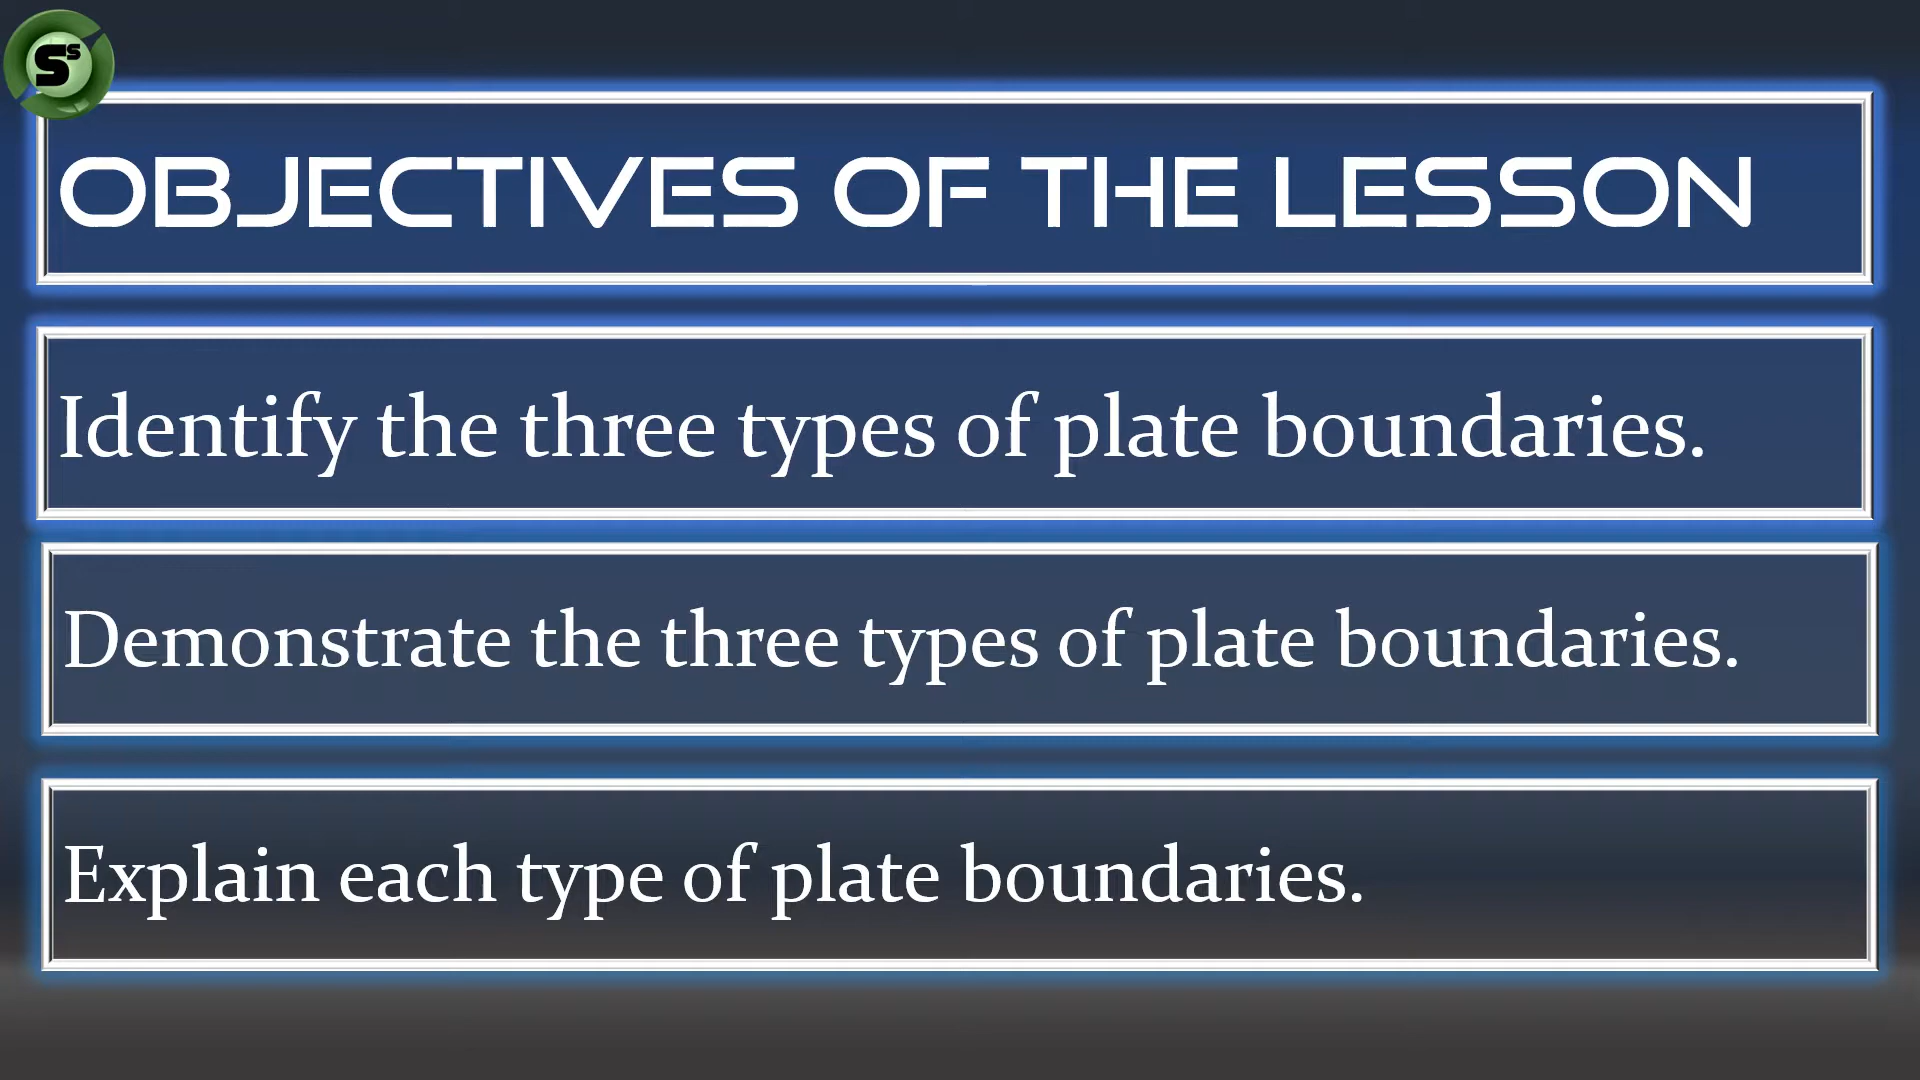 Ss
OBJECTIVES OF THE LESSON
Identify the three types of plate boundaries.
Demonstrate the three types of plate boundaries.
Explain each type of plate boundaries.